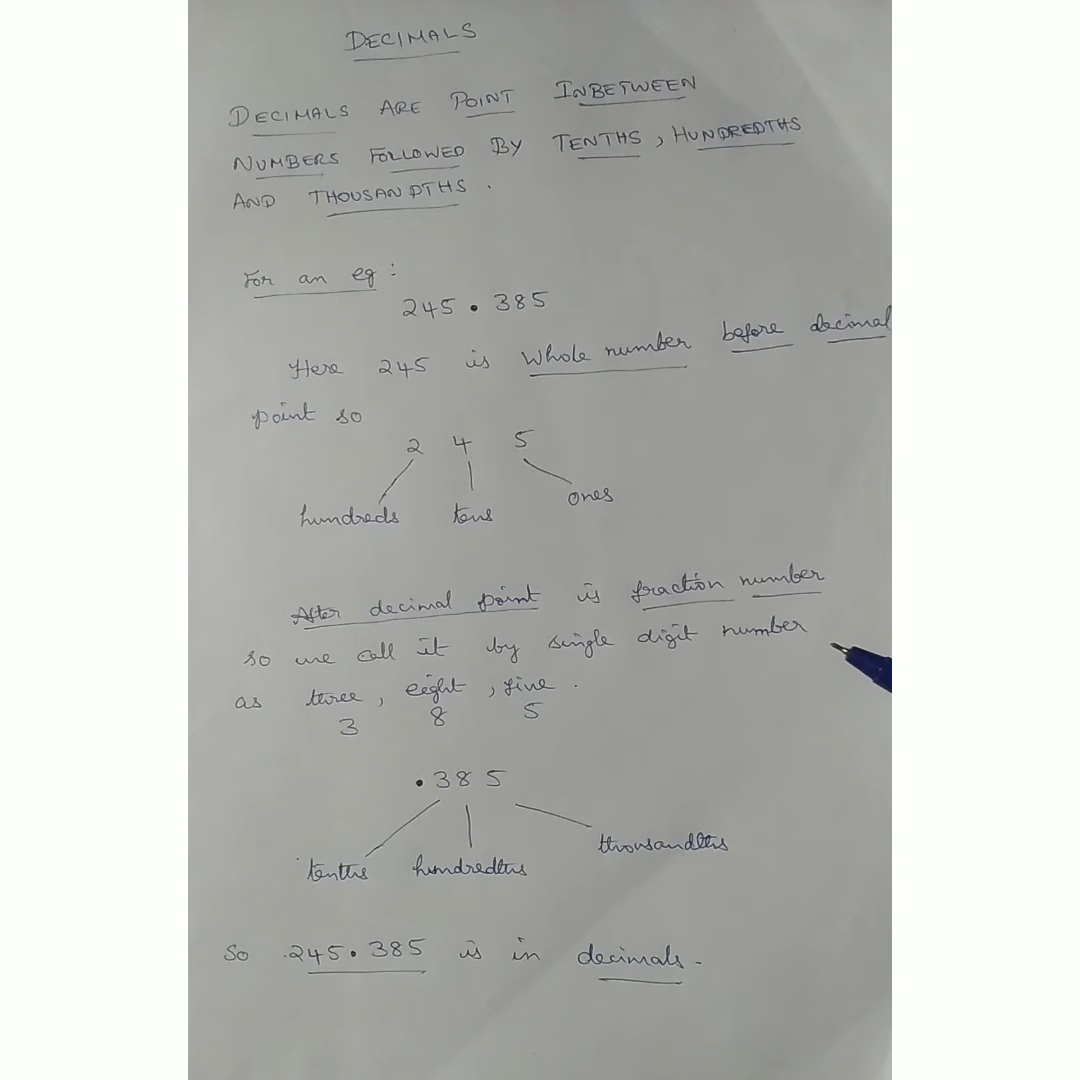 DECIMALS
DECIMALS ARE POINT INBETWEEN
NUMBERS FOLLOWED BY TENTHS, HUNDREDTHS
AND THOUSANDTHS.
For an eg:
245.385
Here 245 is whole number before decimal
point so
2 4 5
hundreds tens ones
After decimal point is fraction number
so we call it by single digit number
as three, eight, five.
3 8 5
.385
tenths hundredths thousandths
So .245.385 is in decimals.